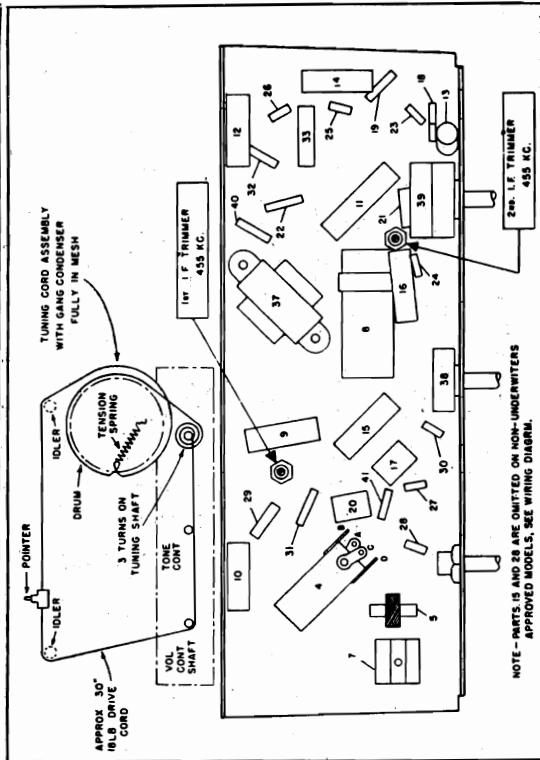 POINTER
IDLER
IDLER
TUNING CORD ASSEMBLY
WITH GANG CONDENSER
FULLY IN MESH
DRUM
TENSION
SPRING
3 TURNS ON
TUNING SHAFT
TONE
CONT
VOL
CONT
SHAFT
APPROX 30"
18LB DRIVE
CORD
1ST I.F TRIMMER
455 KC.
10
29
31
9
37
40
32
12
26
22
33
25
14
19
23
18
13
4
B
A
C
D
20
41
15
17
8
11
16
24
21
39
7
5
28
27
30
38
2ND. I.F. TRIMMER
455 KC.
NOTE-PARTS 15 AND 28 ARE OMITTED ON NON-UNDERWITERS
APPROVED MODELS, SEE WIRING DIAGRM.